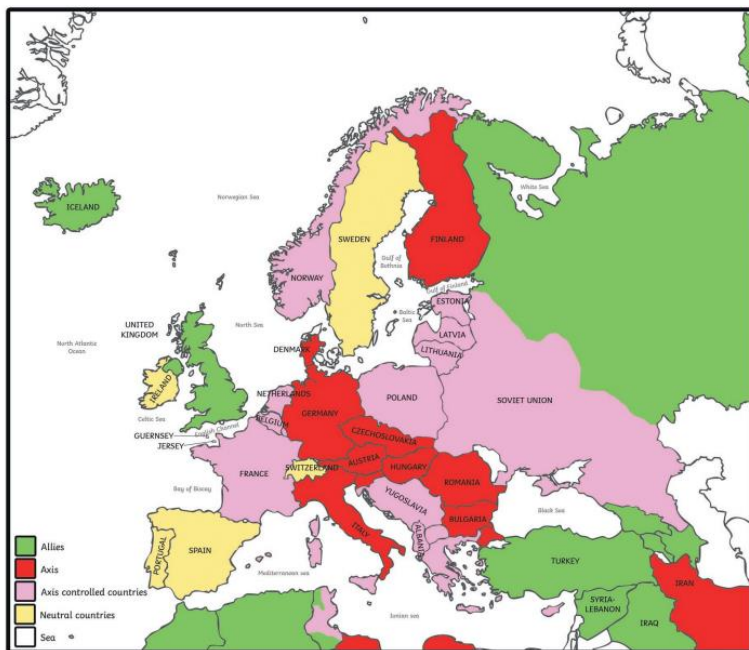 White Sea
ICELAND
Norwegian Sea
SWEDEN
FINLAND
Gulf of
Bothnia
NORWAY
Gulf of Finland
ESTONIA
Baltic
Sea
LATVIA
LITHUANIA
UNITED
KINGDOM
North Sea
North Atlantic
Ocean
DENMARK
IRELAND
NETHERLANDS
POLAND
SOVIET UNION
GERMANY
Celtic Sea
BELGIUM
English Channel
GUERNSEY
JERSEY
CZECHOSLOVAKIA
FRANCE
SWITZERLAND
AUSTRIA
HUNGARY
ROMANIA
Bay of Biscay
YUGOSLAVIA
Black Sea
BULGARIA
ITALY
ALBANIA
PORTUGAL
SPAIN
TURKEY
Mediterranean sea
IRAN
SYRIA-
LEBANON
Ionian sea
IRAQ
Allies
Axis
Axis controlled countries
Neutral countries
Sea